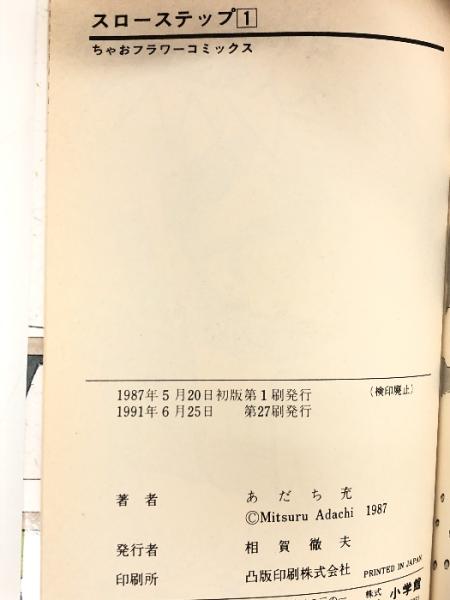 スローステップ1
ちゃおフラワーコミックス
1987年5月20日初版第1刷発行 (検印廃止)
1991年6月25日 第27刷発行
著者 あだち充
©Mitsuru Adachi 1987
発行者 相賀徹夫
PRINTED IN JAPAN
印刷所 凸版印刷株式会社
株式 小学館